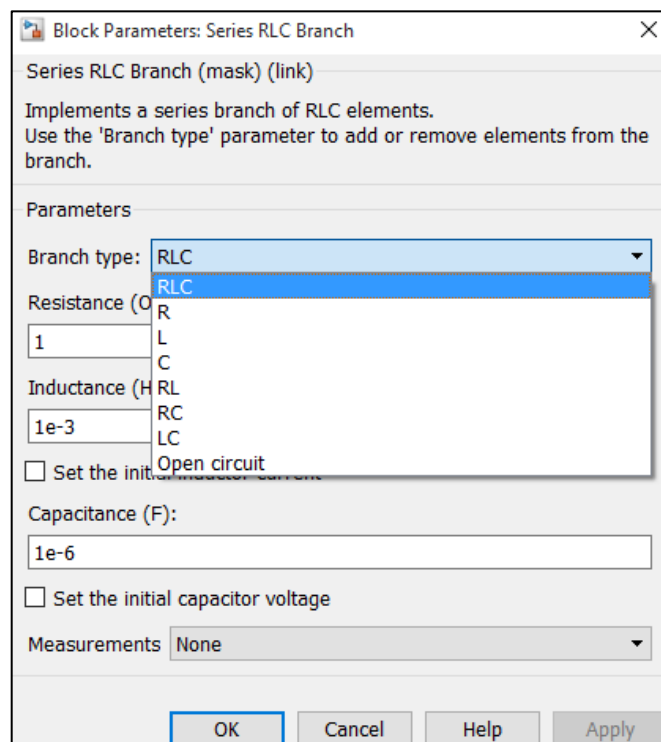 Block Parameters: Series RLC Branch
Series RLC Branch (mask) (link)
Implements a series branch of RLC elements.
Use the 'Branch type' parameter to add or remove elements from the
branch.
Parameters
Branch type: RLC
RLC
Resistance (O
R
1
L
C
Inductance (H
RL
RC
1e-3
LC
Open circuit
Set the initial inductor current
Capacitance (F):
1e-6
Set the initial capacitor voltage
Measurements None
OK Cancel Help Apply